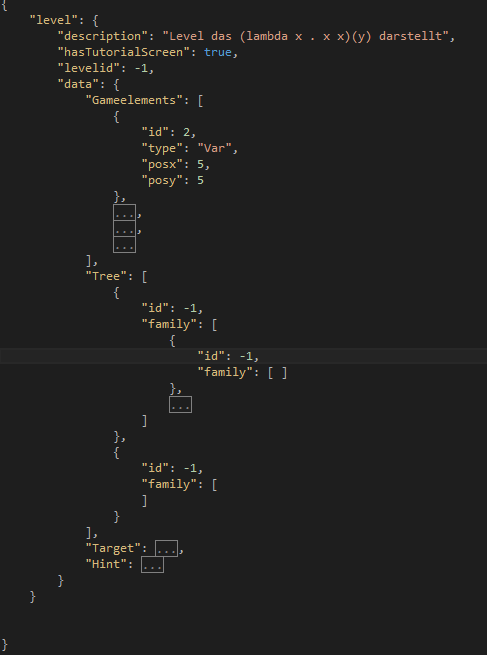 {
    "level": {
        "description": "Level das (lambda x . x x)(y) darstellt",
        "hasTutorialScreen": true,
        "levelid": -1,
        "data": {
            "Gameelements": [
                {
                    "id": 2,
                    "type": "Var",
                    "posx": 5,
                    "posy": 5
                },
                ...,
                ...,
                ...
            ],
            "Tree": [
                {
                    "id": -1,
                    "family": [
                        {
                            "id": -1,
                            "family": [ ]
                        },
                        ...
                    ]
                },
                {
                    "id": -1,
                    "family": [
                    ]
                }
            ],
            "Target": ...,
            "Hint": ...
        }
    }
}